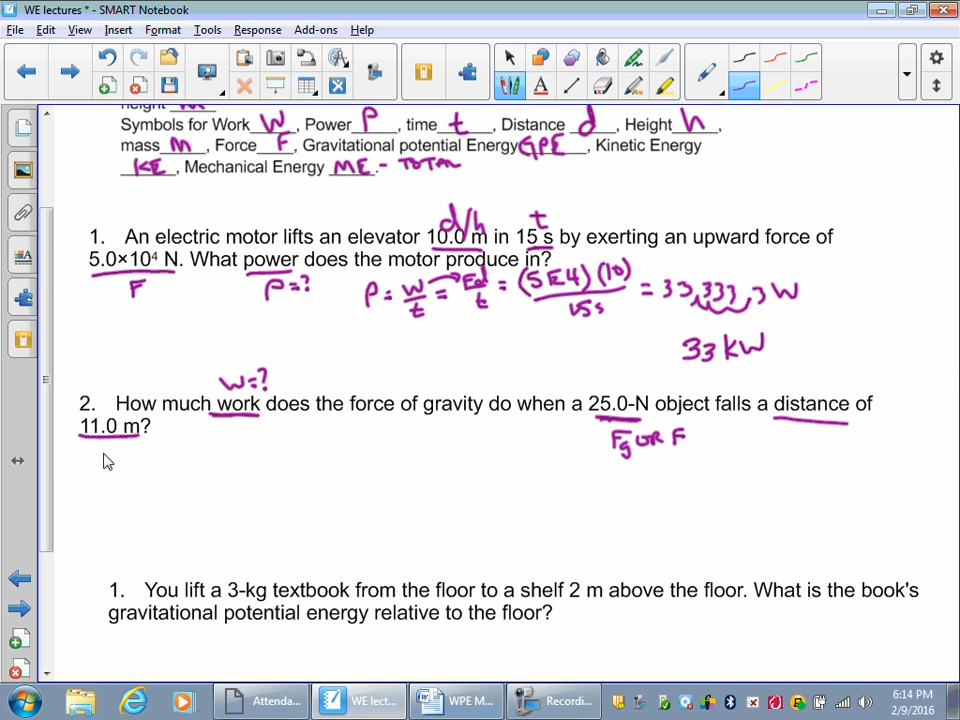 WE lectures * - SMART Notebook
File Edit View Insert Format Tools Response Add-ons Help
height m
Symbols for Work W, Power P, time t, Distance d, Height h,
mass m, Force F, Gravitational potential Energy GPE, Kinetic Energy
KE, Mechanical Energy ME. - TOTAL
d/h t
1. An electric motor lifts an elevator 10.0 m in 15 s by exerting an upward force of
5.0×10⁴ N. What power does the motor produce in?
F P=? P = W/t = Fd/t = (5E4)(10)/15s = 33,333.3 W
33 kW
W=?
2. How much work does the force of gravity do when a 25.0-N object falls a distance of
11.0 m?
Fg OR F
1. You lift a 3-kg textbook from the floor to a shelf 2 m above the floor. What is the book's
gravitational potential energy relative to the floor?
Attenda...
WE lect...
WPE M...
Recordi...
6:14 PM
2/9/2016